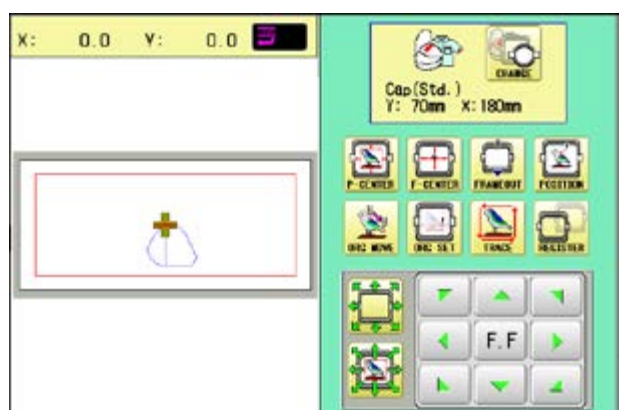 X: 0.0 Y: 0.0
CHANGE
Cap(Std.)
Y: 70mm X:180mm
P-CENTER F-CENTER FRAMEOUT POSITION
ORG MOVE ORG SET TRACE REGISTER
F.F